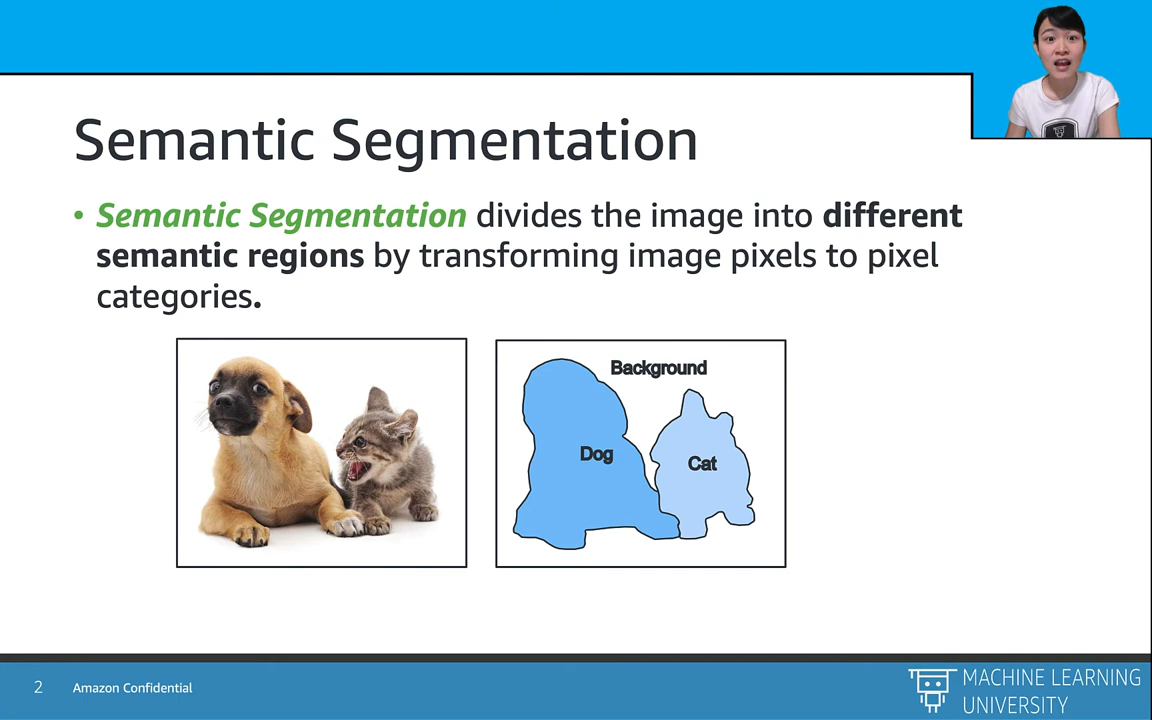 Semantic Segmentation
• Semantic Segmentation divides the image into different
semantic regions by transforming image pixels to pixel
categories.
Background
Dog
Cat
2
Amazon Confidential
MACHINE LEARNING
UNIVERSITY